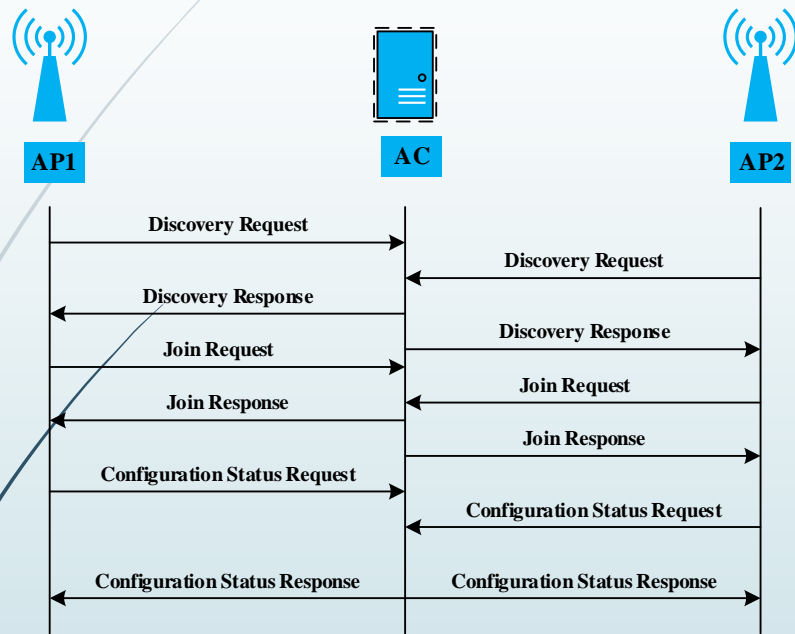 AP1
AC
AP2
Discovery Request
Discovery Request
Discovery Response
Discovery Response
Join Request
Join Request
Join Response
Join Response
Configuration Status Request
Configuration Status Request
Configuration Status Response
Configuration Status Response